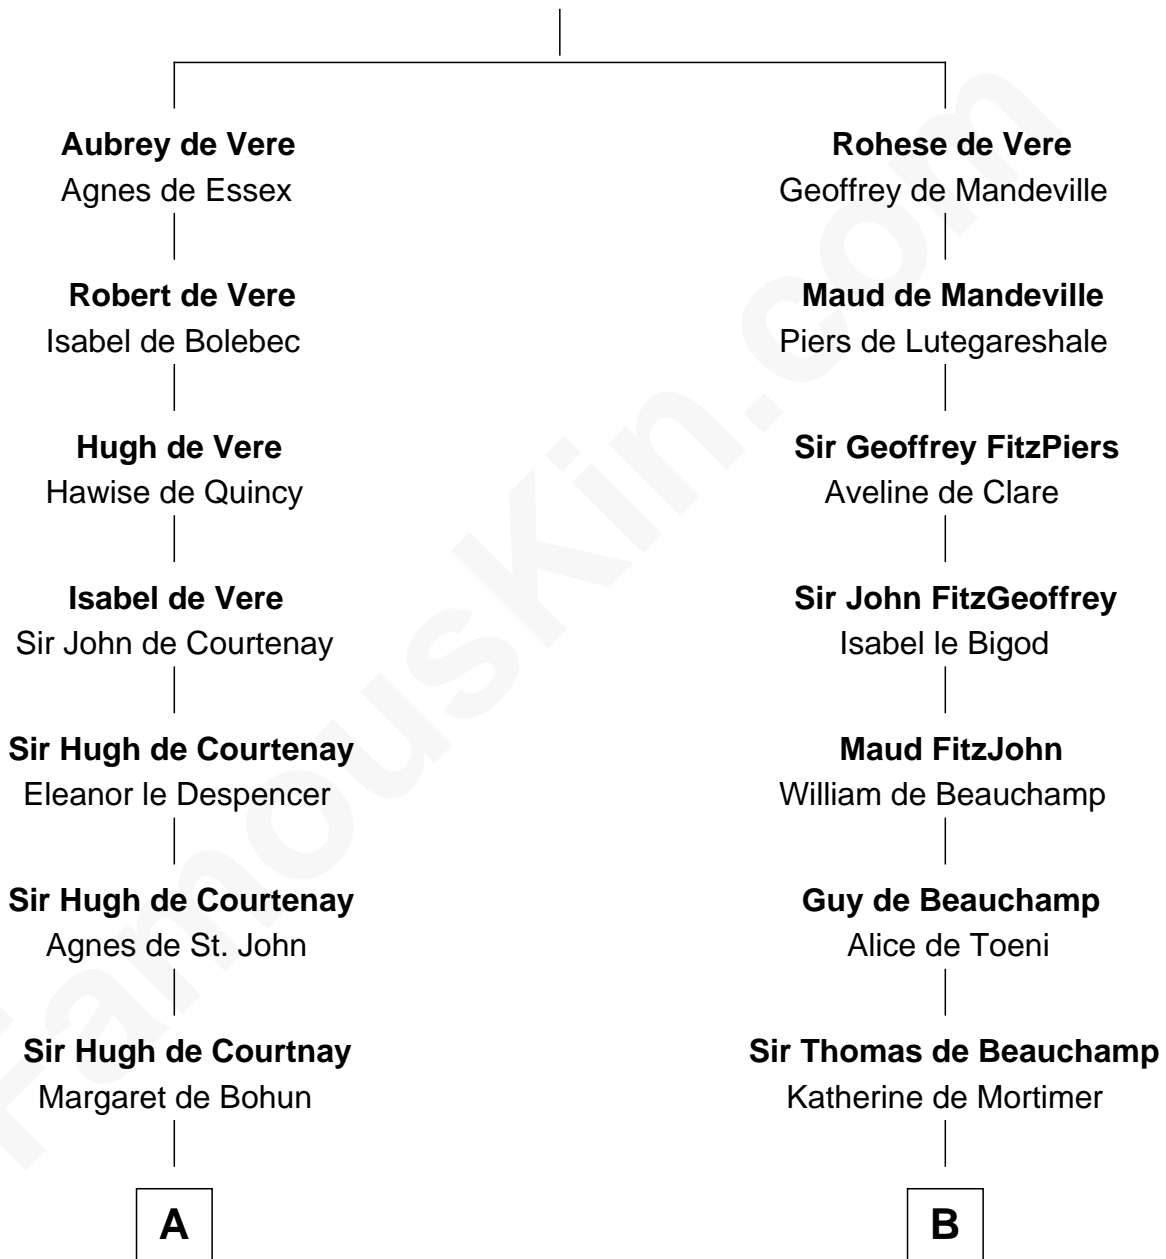 Aubrey de Vere
Agnes de Essex
Robert de Vere
Isabel de Bolebec
Hugh de Vere
Hawise de Quincy
Isabel de Vere
Sir John de Courtenay
Sir Hugh de Courtenay
Eleanor le Despencer
Sir Hugh de Courtenay
Agnes de St. John
Sir Hugh de Courtnay
Margaret de Bohun
A
Rohese de Vere
Geoffrey de Mandeville
Maud de Mandeville
Piers de Lutegareshale
Sir Geoffrey FitzPiers
Aveline de Clare
Sir John FitzGeoffrey
Isabel le Bigod
Maud FitzJohn
William de Beauchamp
Guy de Beauchamp
Alice de Toeni
Sir Thomas de Beauchamp
Katherine de Mortimer
B
FamousKin.com